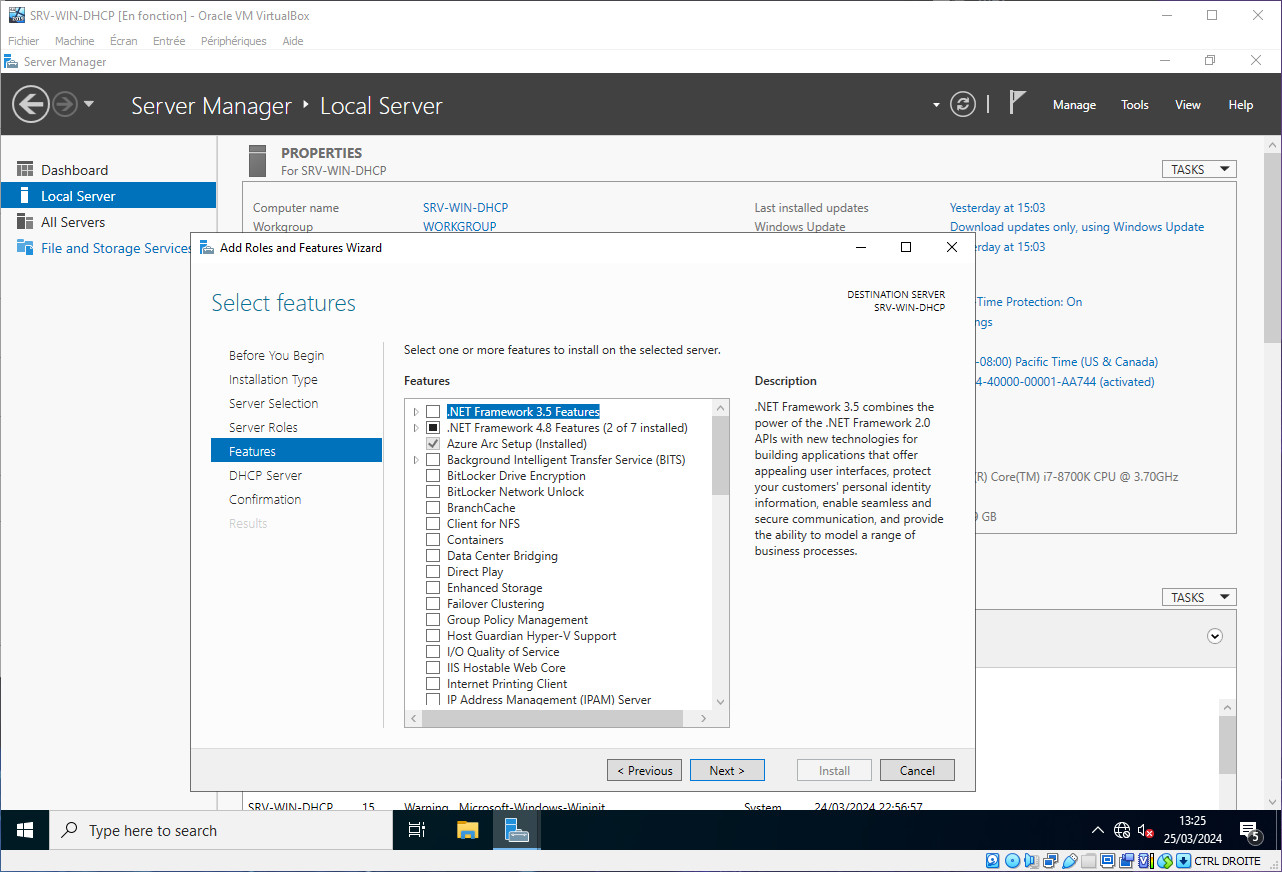 SRV-WIN-DHCP [En fonction] - Oracle VM VirtualBox
Fichier Machine Écran Entrée Périphériques Aide
Server Manager
Server Manager Local Server
Manage Tools View Help
Dashboard
Local Server
All Servers
File and Storage Services
PROPERTIES
For SRV-WIN-DHCP
TASKS
Computer name SRV-WIN-DHCP Last installed updates Yesterday at 15:03
Workgroup WORKGROUP Windows Update Download updates only, using Windows Update
rday at 15:03
-Time Protection: On
ngs
-08:00) Pacific Time (US & Canada)
4-40000-00001-AA744 (activated)
(R) Core(TM) i7-8700K CPU @ 3.70GHz
GB
TASKS
Add Roles and Features Wizard
Select features
DESTINATION SERVER
SRV-WIN-DHCP
Before You Begin
Installation Type
Server Selection
Server Roles
Features
DHCP Server
Confirmation
Results
Select one or more features to install on the selected server.
Features
.NET Framework 3.5 Features
.NET Framework 4.8 Features (2 of 7 installed)
Azure Arc Setup (Installed)
Background Intelligent Transfer Service (BITS)
BitLocker Drive Encryption
BitLocker Network Unlock
BranchCache
Client for NFS
Containers
Data Center Bridging
Direct Play
Enhanced Storage
Failover Clustering
Group Policy Management
Host Guardian Hyper-V Support
I/O Quality of Service
IIS Hostable Web Core
Internet Printing Client
IP Address Management (IPAM) Server
Description
.NET Framework 3.5 combines the
power of the .NET Framework 2.0
APIs with new technologies for
building applications that offer
appealing user interfaces, protect
your customers' personal identity
information, enable seamless and
secure communication, and provide
the ability to model a range of
business processes.
< Previous Next > Install Cancel
SRV-WIN-DHCP 15 Warning Microsoft-Windows-Wininit System 24/03/2024 22:56:57
Type here to search
13:25
25/03/2024
5
CTRL DROITE